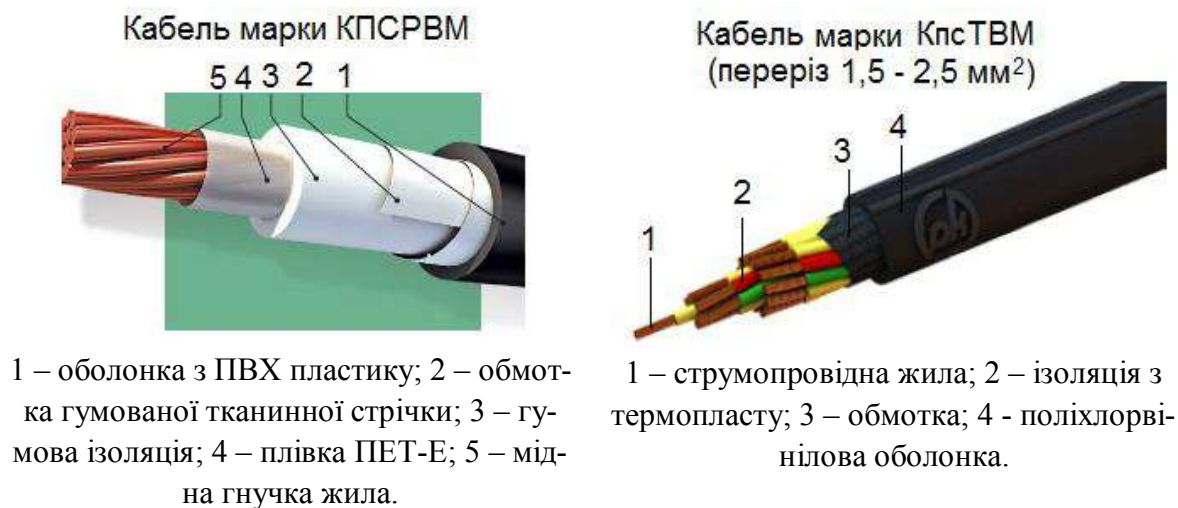 Кабель марки КПСРВМ
5 4 3 2 1
1 – оболонка з ПВХ пластику; 2 – обмот-
ка гумованої тканинної стрічки; 3 – гу-
мова ізоляція; 4 – плівка ПЕТ-Е; 5 – мід-
на гнучка жила.
Кабель марки КпсТВМ
(переріз 1,5 - 2,5 мм²)
4
3
2
1
1 – струмопровідна жила; 2 – ізоляція з
термопласту; 3 – обмотка; 4 - поліхлорві-
нілова оболонка.